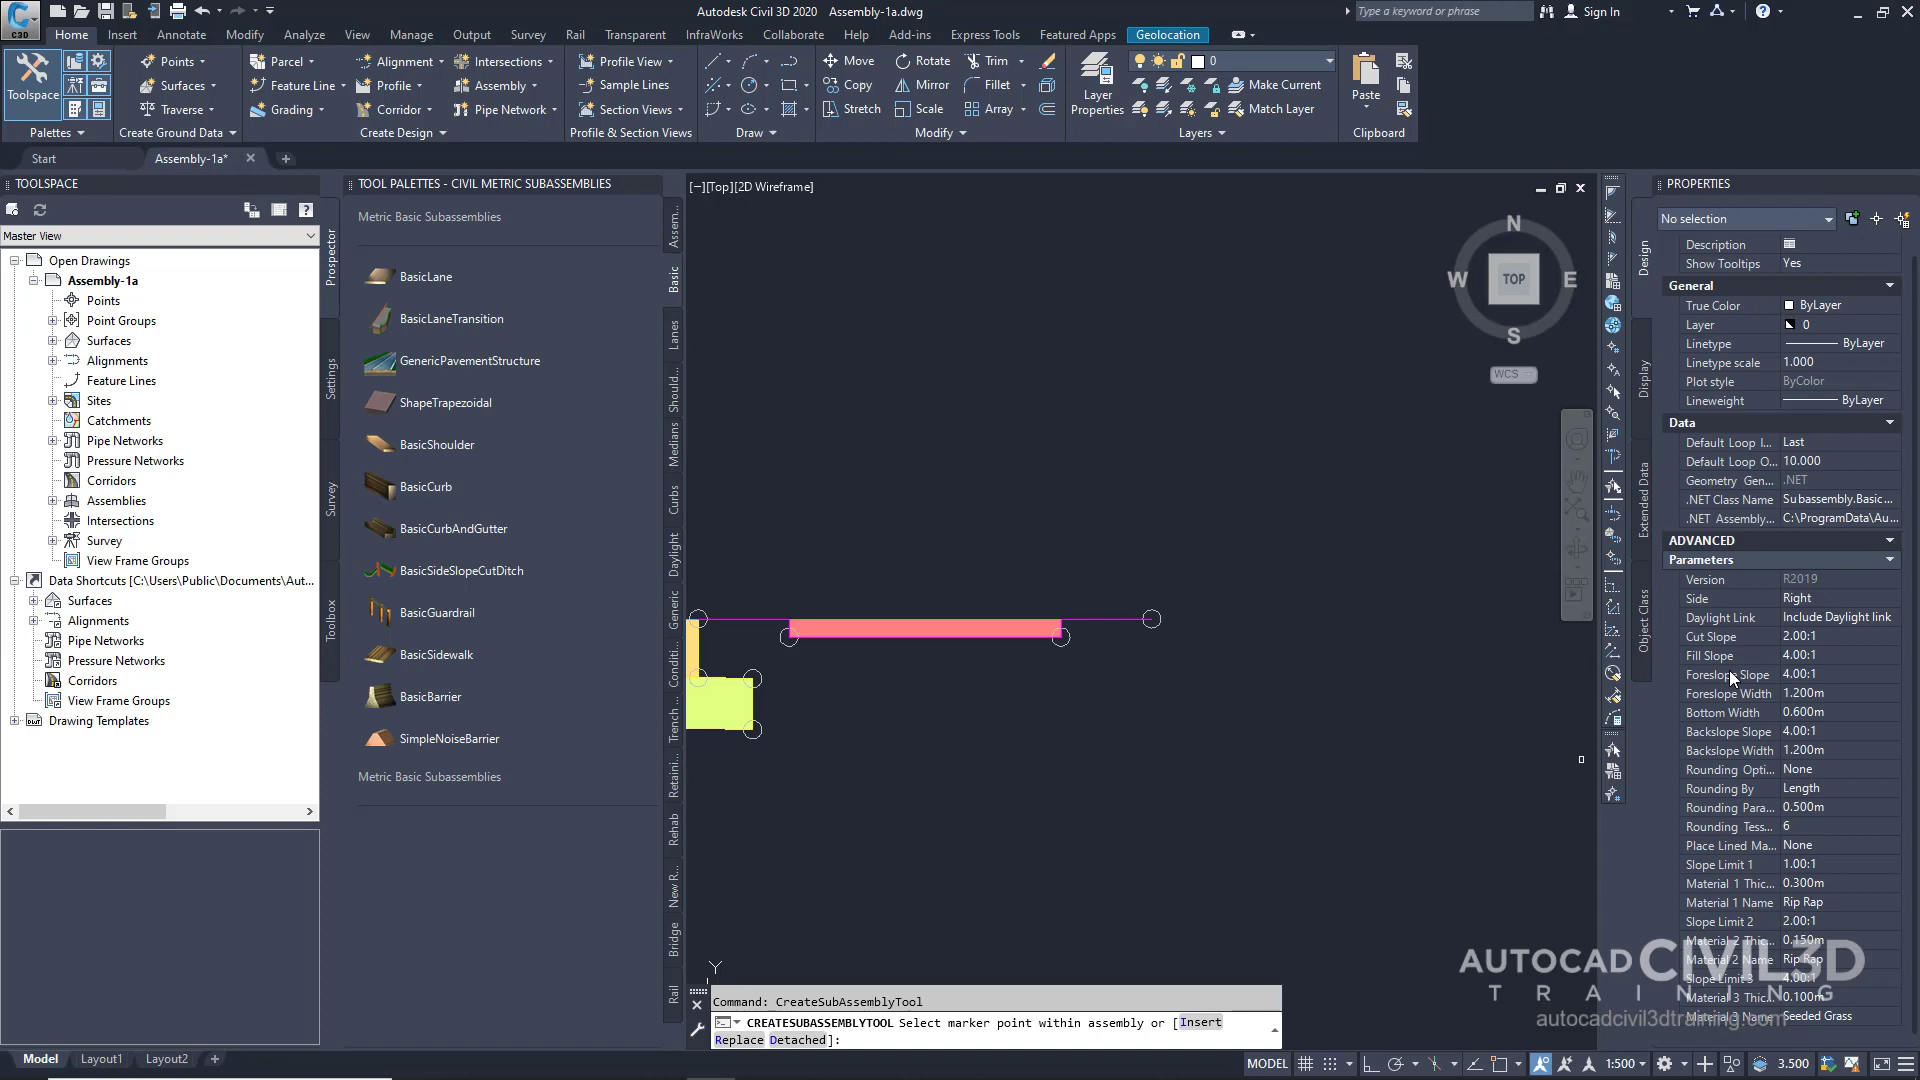 Autodesk Civil 3D 2020   Assembly-1a.dwg
Type a keyword or phrase
Sign In
C3D
Home Insert Annotate Modify Analyze View Manage Output Survey Rail Transparent InfraWorks Collaborate Help Add-ins Express Tools Featured Apps Geolocation
Toolspace
Points
Surfaces
Traverse
Parcel
Feature Line
Grading
Alignment
Profile
Corridor
Intersections
Assembly
Pipe Network
Profile View
Sample Lines
Section Views
Move
Copy
Stretch
Rotate
Mirror
Scale
Trim
Fillet
Array
Layer
Properties
0
Make Current
Match Layer
Paste
Palettes
Create Ground Data
Create Design
Profile & Section Views
Draw
Modify
Layers
Clipboard
Start
Assembly-1a*
TOOLSPACE
Master View
Open Drawings
Assembly-1a
Points
Point Groups
Surfaces
Alignments
Feature Lines
Sites
Catchments
Pipe Networks
Pressure Networks
Corridors
Assemblies
Intersections
Survey
View Frame Groups
Data Shortcuts [C:\Users\Public\Documents\Aut...
Surfaces
Alignments
Pipe Networks
Pressure Networks
Corridors
View Frame Groups
Drawing Templates
Prospector
Settings
Survey
Toolbox
TOOL PALETTES - CIVIL METRIC SUBASSEMBLIES
Metric Basic Subassemblies
BasicLane
BasicLaneTransition
GenericPavementStructure
ShapeTrapezoidal
BasicShoulder
BasicCurb
BasicCurbAndGutter
BasicSideSlopeCutDitch
BasicGuardrail
BasicSidewalk
BasicBarrier
SimpleNoiseBarrier
Metric Basic Subassemblies
Assem...
Basic
Lanes
Should...
Medians
Curbs
Daylight
Generic
Conditi...
Trench ...
Retaini...
Rehab
New R...
Bridge
Rail
[−][Top][2D Wireframe]
N
W
TOP
E
S
WCS
Y
Command: CreateSubAssemblyTool
CREATESUBASSEMBLYTOOL Select marker point within assembly or [Insert
Replace Detached]:
PROPERTIES
No selection
Description
Show Tooltips Yes
General
True Color ByLayer
Layer 0
Linetype ByLayer
Linetype scale 1.000
Plot style ByColor
Lineweight ByLayer
Data
Default Loop I... Last
Default Loop O... 10.000
Geometry Gen... .NET
.NET Class Name Subassembly.Basic...
.NET Assembly... C:\ProgramData\Au...
ADVANCED
Parameters
Version R2019
Side Right
Daylight Link Include Daylight link
Cut Slope 2.00:1
Fill Slope 4.00:1
Foreslope Slope 4.00:1
Foreslope Width 1.200m
Bottom Width 0.600m
Backslope Slope 4.00:1
Backslope Width 1.200m
Rounding Opti... None
Rounding By Length
Rounding Para... 0.500m
Rounding Tess... 6
Place Lined Ma... None
Slope Limit 1 1.00:1
Material 1 Thic... 0.300m
Material 1 Name Rip Rap
Slope Limit 2 2.00:1
Material 2 Thic... 0.150m
Material 2 Name Rip Rap
Slope Limit 3 4.00:1
Material 3 Thic... 0.100m
Material 3 Name Seeded Grass
Design
Display
Extended Data
Object Class
AUTOCAD CIVIL3D
TRAINING
autocadcivil3dtraining.com
Model Layout1 Layout2
MODEL
1:500
3.500